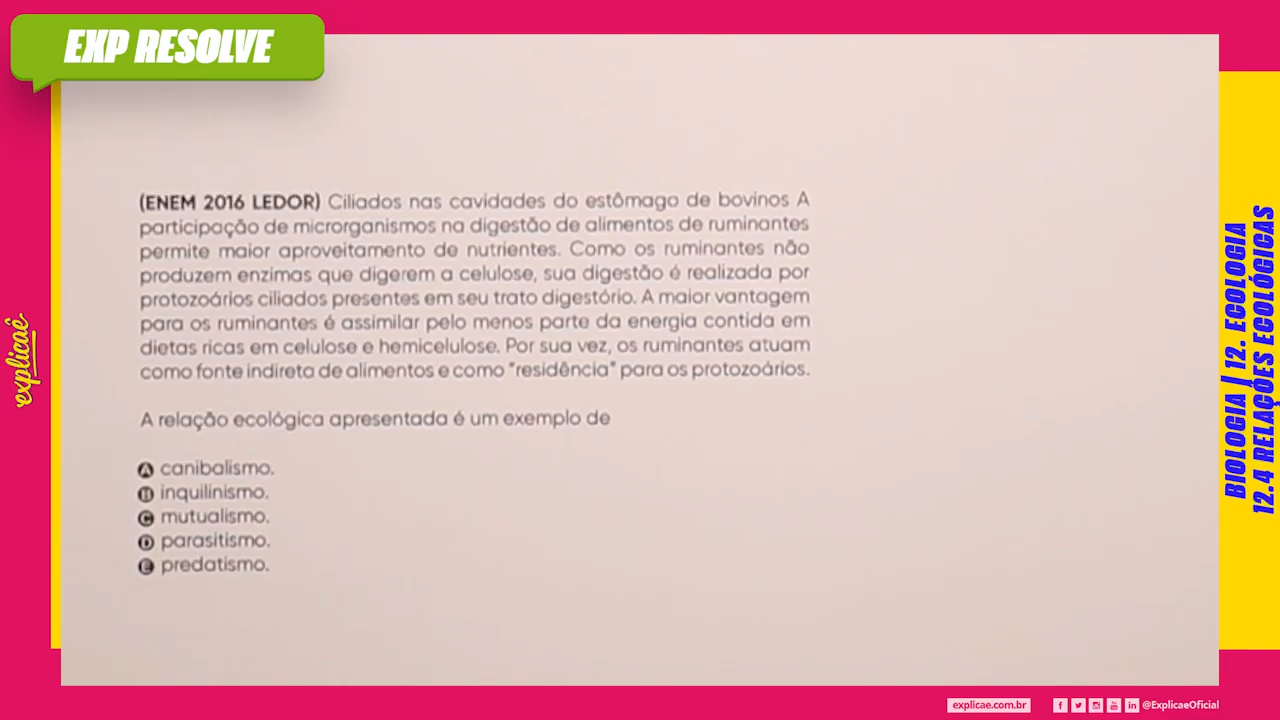 EXP RESOLVE
(ENEM 2016 LEDOR) Ciliados nas cavidades do estômago de bovinos A
participação de microrganismos na digestão de alimentos de ruminantes
permite maior aproveitamento de nutrientes. Como os ruminantes não
produzem enzimas que digerem a celulose, sua digestão é realizada por
protozoários ciliados presentes em seu trato digestório. A maior vantagem
para os ruminantes é assimilar pelo menos parte da energia contida em
dietas ricas em celulose e hemicelulose. Por sua vez, os ruminantes atuam
como fonte indireta de alimentos e como "residência" para os protozoários.
A relação ecológica apresentada é um exemplo de
A canibalismo.
B inquilinismo.
C mutualismo.
D parasitismo.
E predatismo.
explicaê
BIOLOGIA | 12. ECOLOGIA
12.4 RELAÇÕES ECOLÓGICAS
explicae.com.br
@ExplicaeOficial